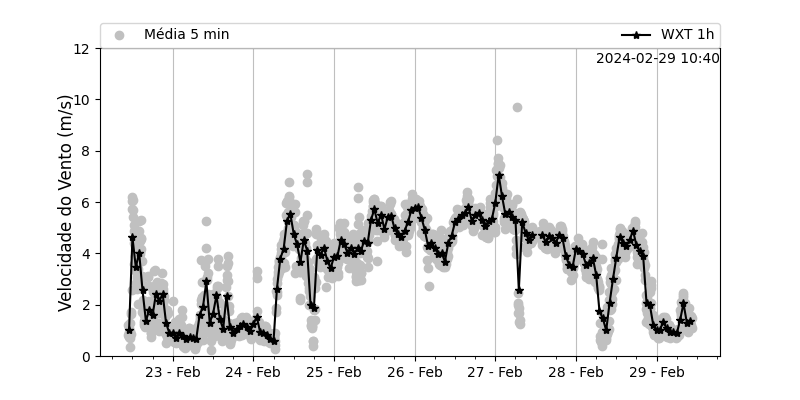 Média 5 min
WXT 1h
2024-02-29 10:40
Velocidade do Vento (m/s)
12
10
8
6
4
2
0
23 - Feb
24 - Feb
25 - Feb
26 - Feb
27 - Feb
28 - Feb
29 - Feb